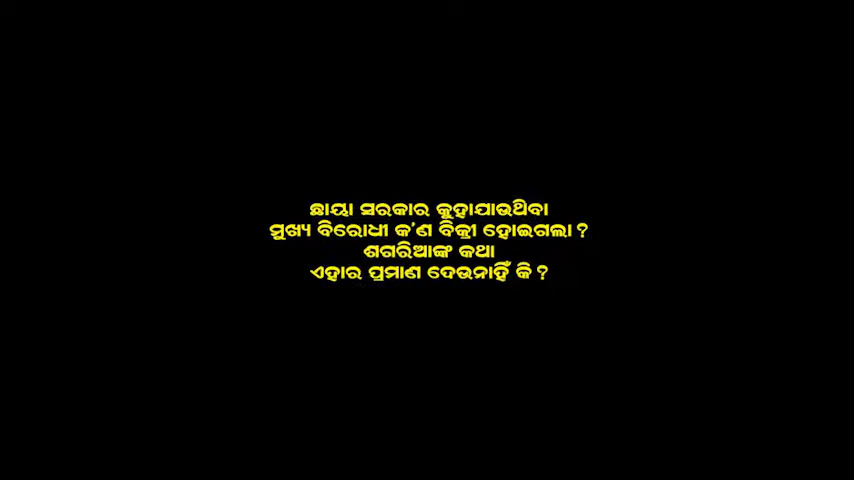 ଛାୟା ସରକାର କୁହାଯାଉଥିବା
ମୁଖ୍ୟ ବିରୋଧୀ କ'ଣ ବିକ୍ରୀ ହୋଇଗଲା ?
ଶଗରିଆଙ୍କ କଥା
ଏହାର ପ୍ରମାଣ ଦେଉନାହିଁ କି ?